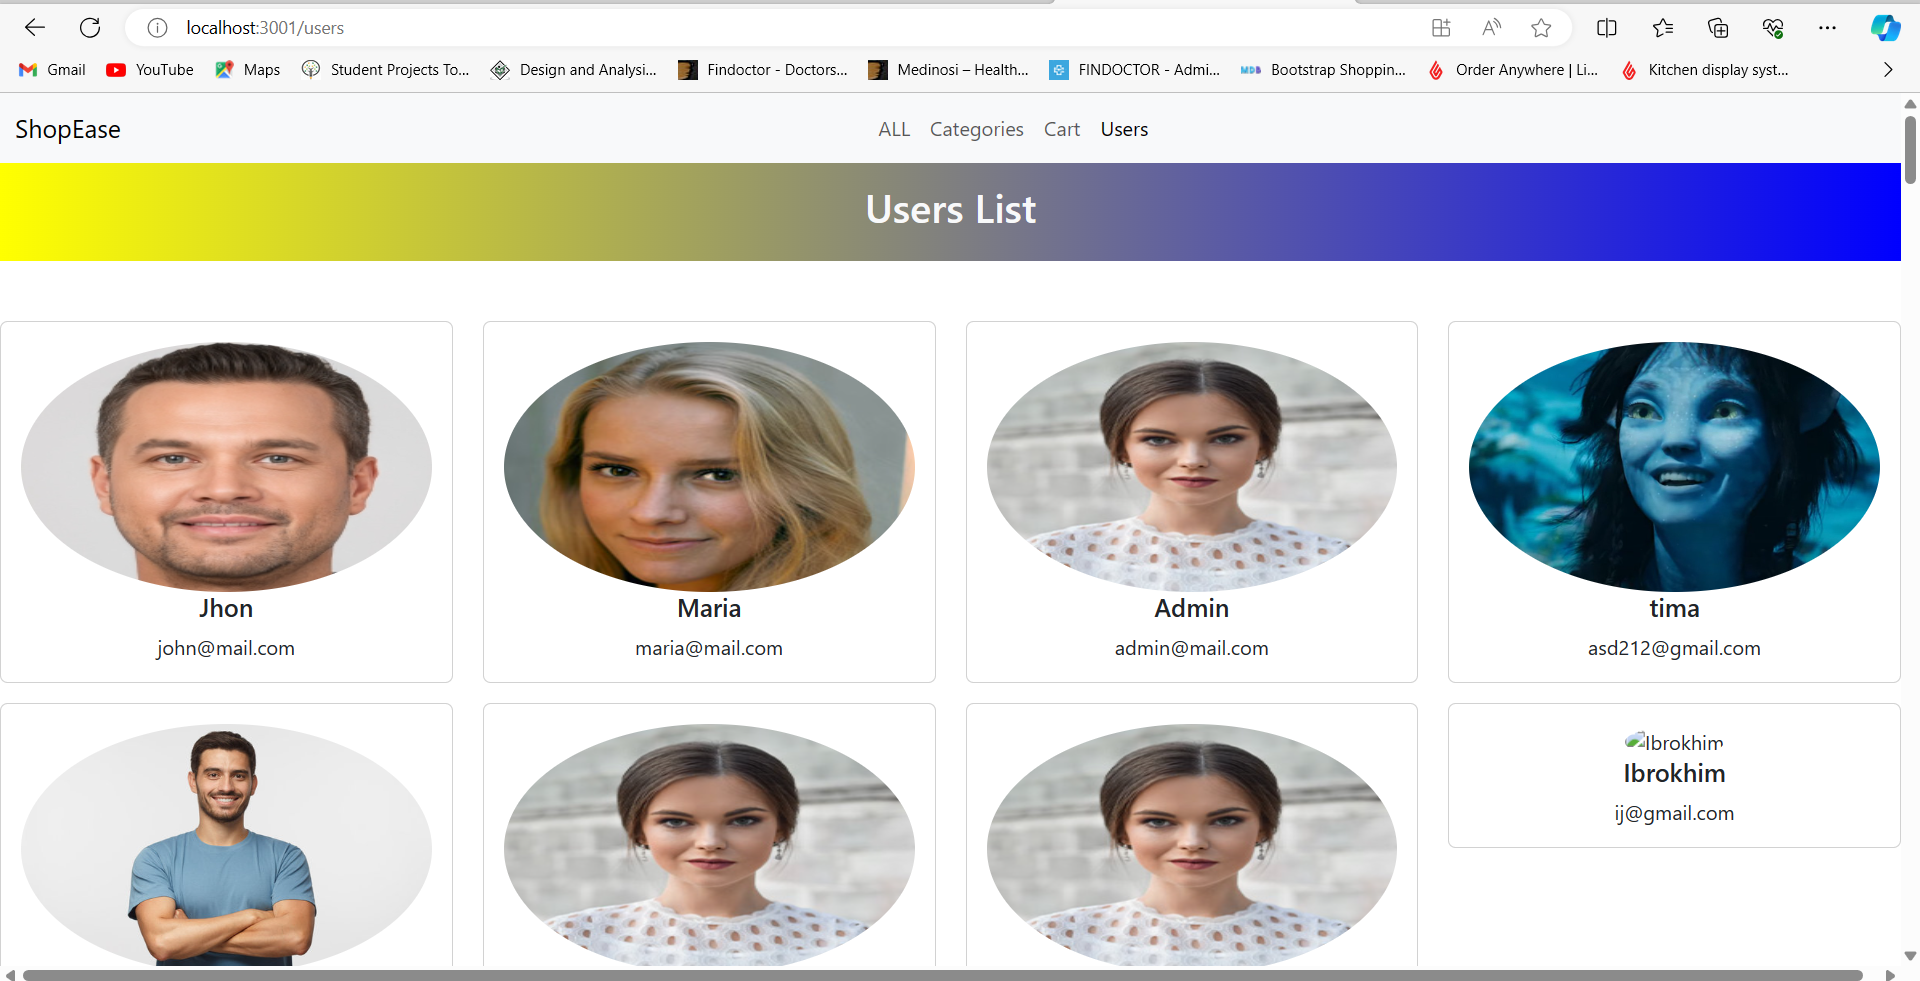 localhost:3001/users
Gmail YouTube Maps Student Projects To... Design and Analysi... Findoctor - Doctors... Medinosi – Health... FINDOCTOR - Admi... MDB Bootstrap Shoppin... Order Anywhere | Li... Kitchen display syst...
ShopEase ALL Categories Cart Users
Users List
Jhon Maria Admin tima
john@mail.com maria@mail.com admin@mail.com asd212@gmail.com
Ibrokhim
Ibrokhim
ij@gmail.com